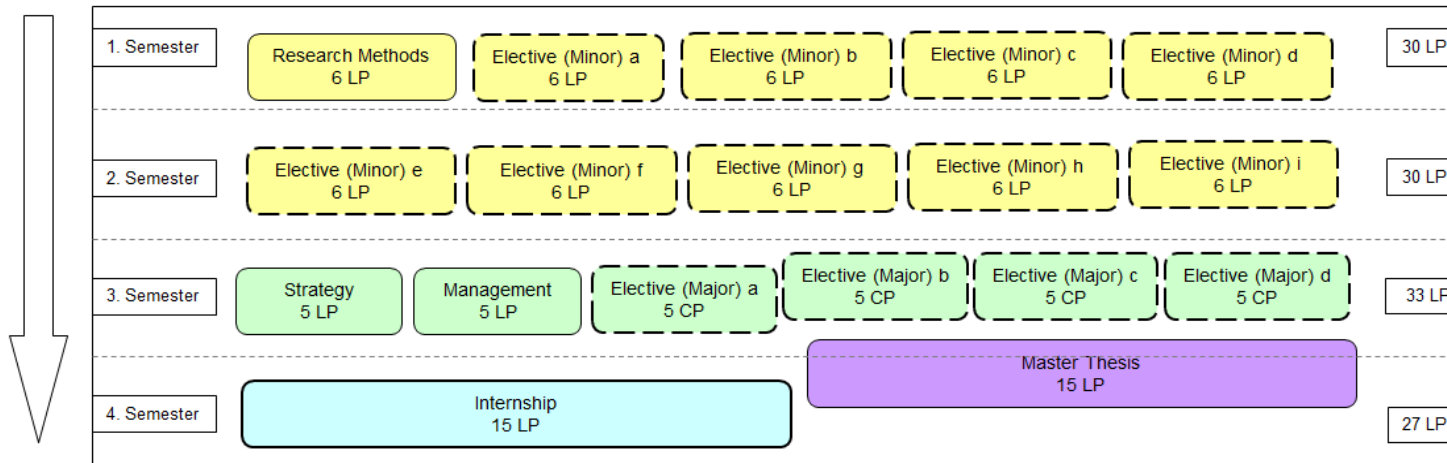 1. Semester
Research Methods
6 LP
Elective (Minor) a
6 LP
Elective (Minor) b
6 LP
Elective (Minor) c
6 LP
Elective (Minor) d
6 LP
30 LP
2. Semester
Elective (Minor) e
6 LP
Elective (Minor) f
6 LP
Elective (Minor) g
6 LP
Elective (Minor) h
6 LP
Elective (Minor) i
6 LP
30 LP
3. Semester
Strategy
5 LP
Management
5 LP
Elective (Major) a
5 CP
Elective (Major) b
5 CP
Elective (Major) c
5 CP
Elective (Major) d
5 CP
33 LP
Master Thesis
15 LP
4. Semester
Internship
15 LP
27 LP